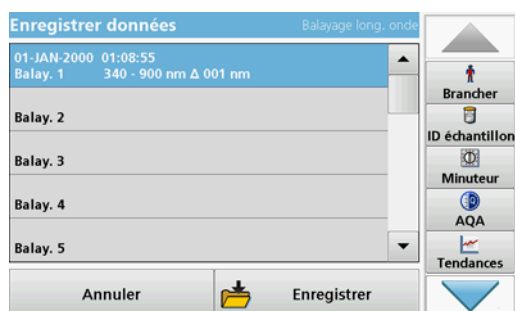 Enregistrer données
Balayage long. onde
01-JAN-2000 01:08:55
Balay. 1 340 - 900 nm Δ 001 nm
Balay. 2
Balay. 3
Balay. 4
Balay. 5
Annuler
Enregistrer
Brancher
ID échantillon
Minuteur
AQA
Tendances